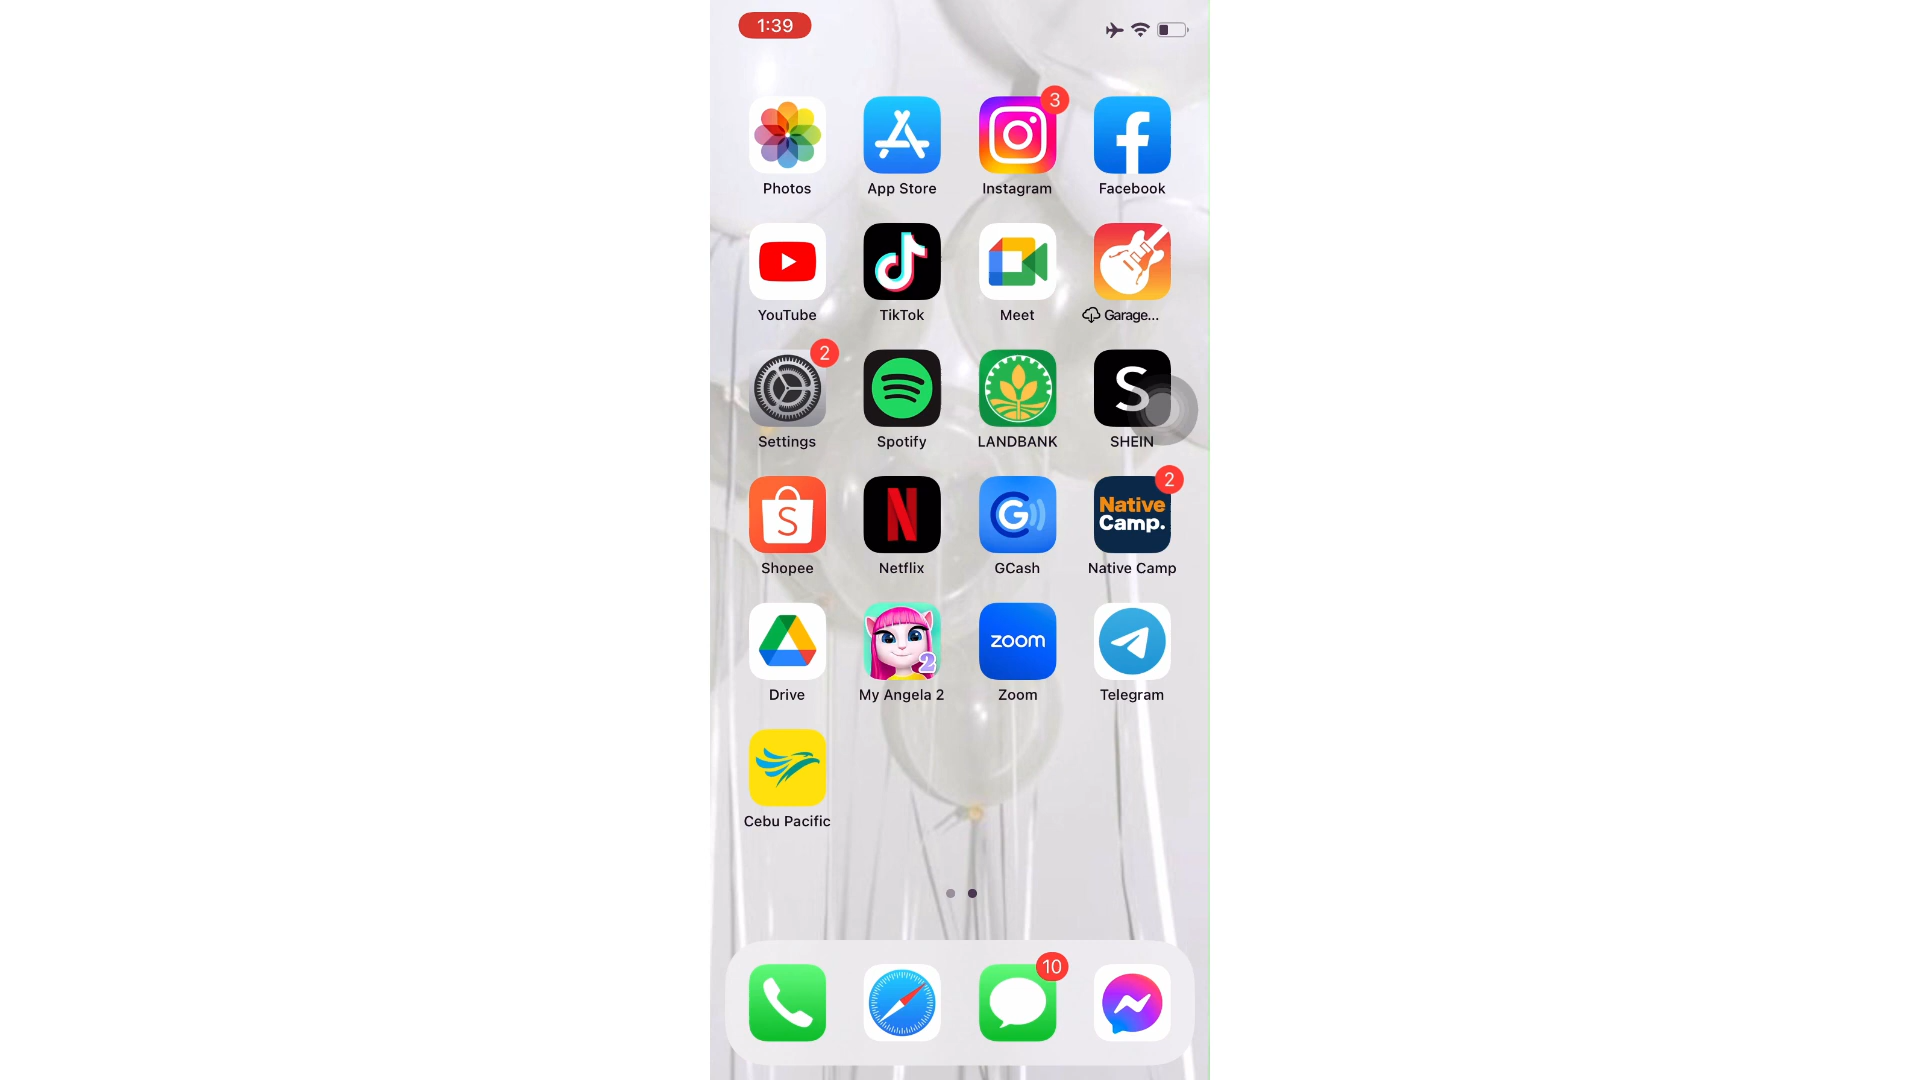 1:39
3
Photos App Store Instagram Facebook
YouTube TikTok Meet Garage...
2
S
Settings Spotify LANDBANK SHEIN
2
S N G Native Camp.
Shopee Netflix GCash Native Camp
2 zoom
Drive My Angela 2 Zoom Telegram
Cebu Pacific
10